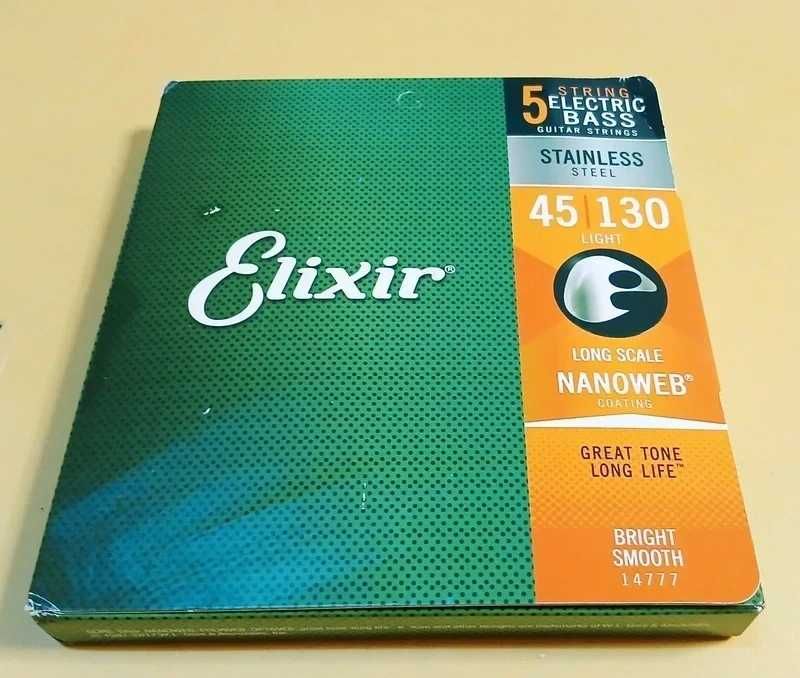 5 STRING
ELECTRIC
BASS
GUITAR STRINGS
STAINLESS
STEEL
45|130
LIGHT
Elixir®
LONG SCALE
NANOWEB®
COATING
GREAT TONE
LONG LIFE™
BRIGHT
SMOOTH
14777